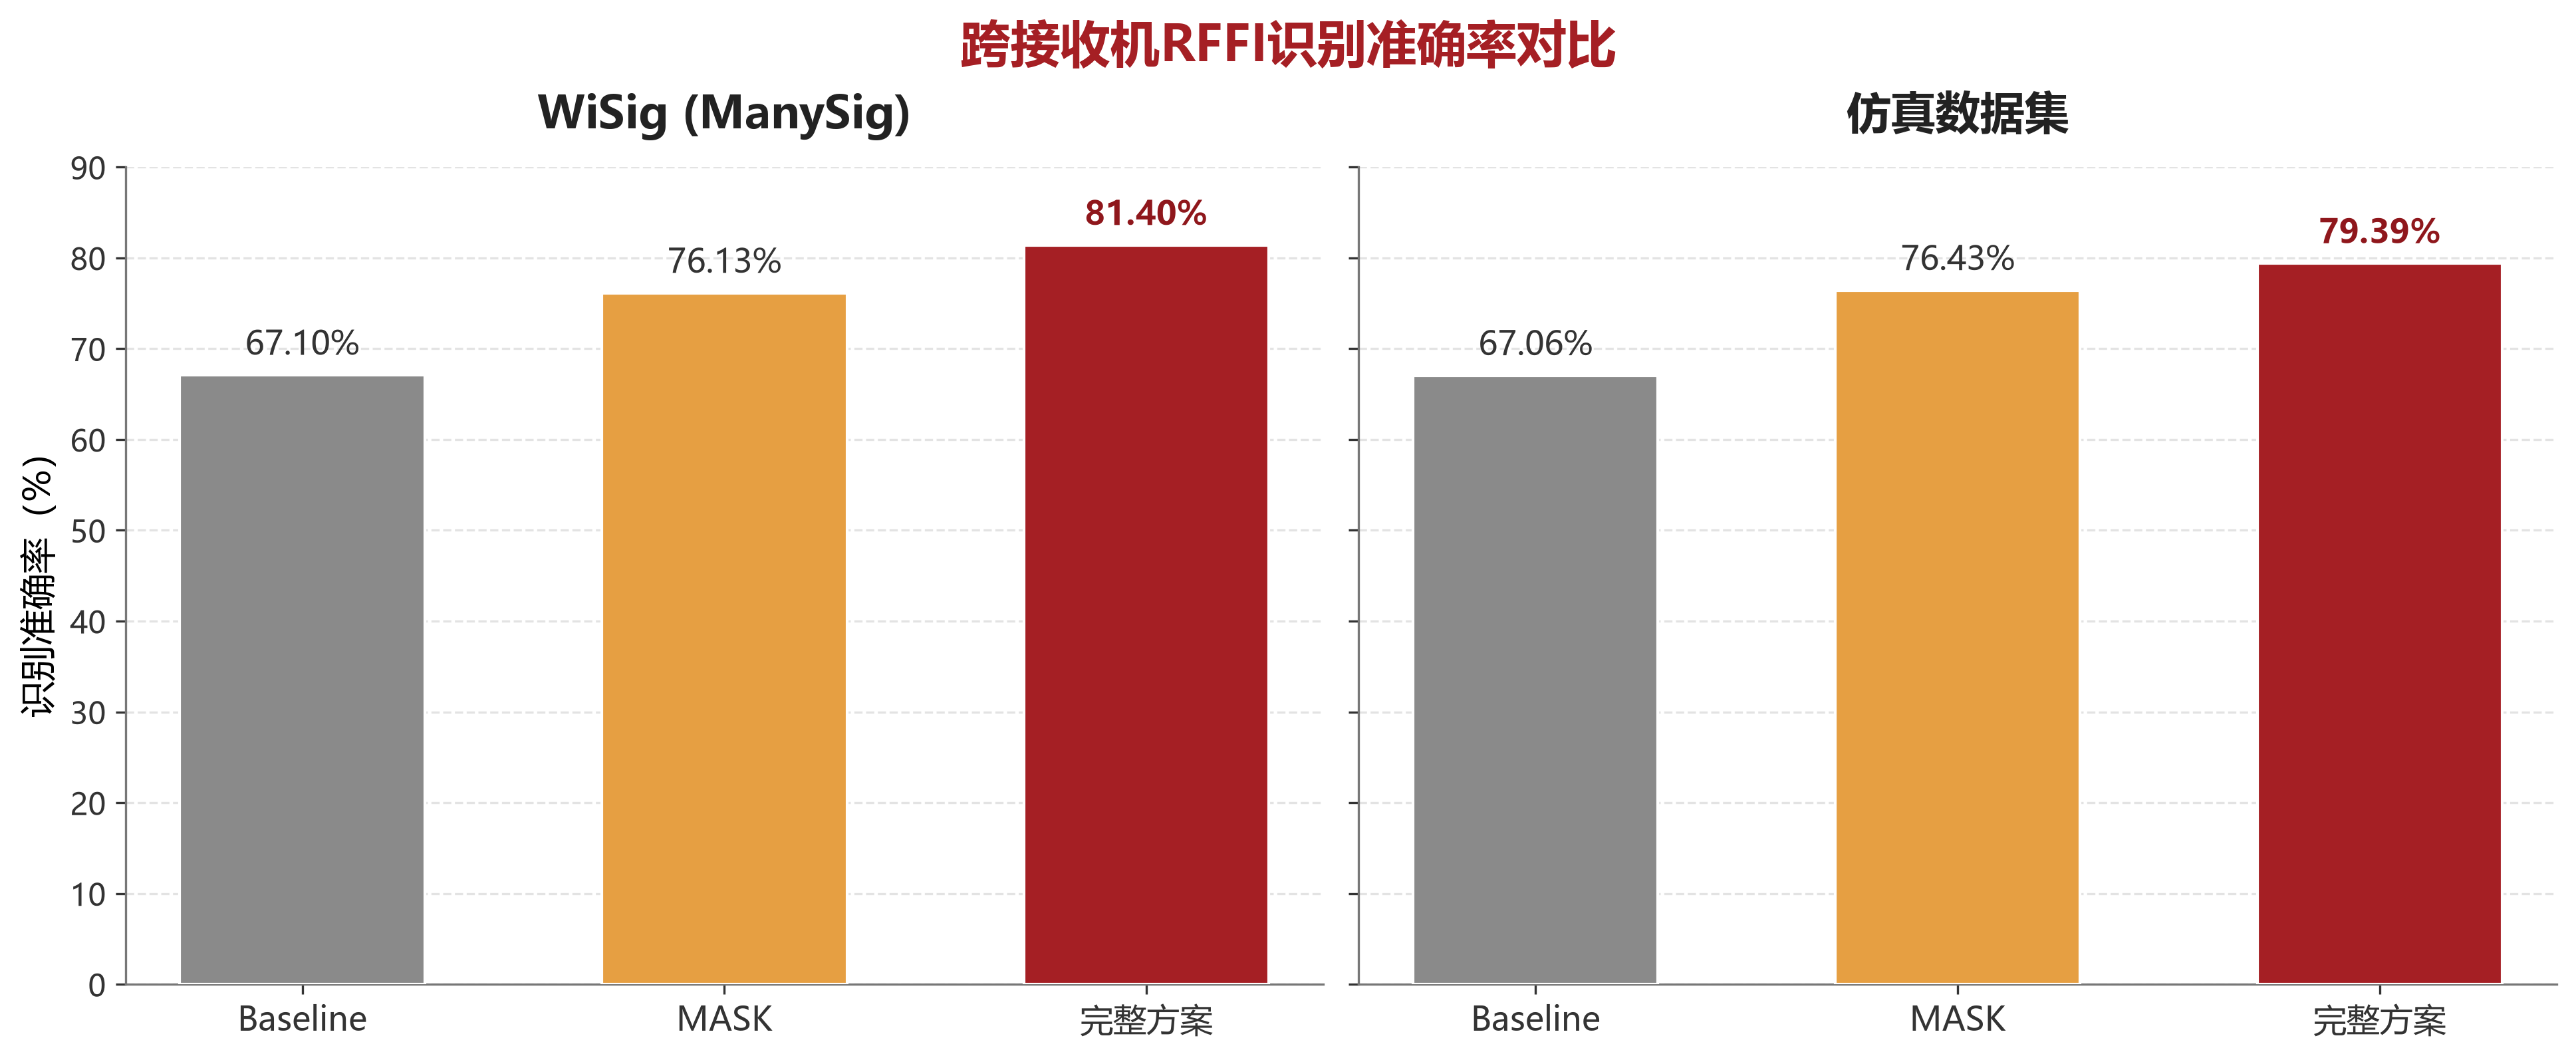 跨接收机RFFI识别准确率对比
WiSig (ManySig)
识别准确率 (%)
90
80
70
60
50
40
30
20
10
0
67.10%
76.13%
81.40%
Baseline
MASK
完整方案
仿真数据集
67.06%
76.43%
79.39%
Baseline
MASK
完整方案